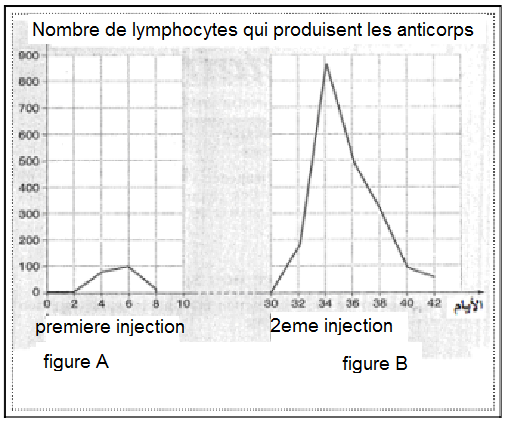 Nombre de lymphocytes qui produisent les anticorps
900
800
700
600
500
400
300
200
100
0
0 2 4 6 8 10 30 32 34 36 38 40 42 الأيام
premiere injection 2eme injection
figure A figure B